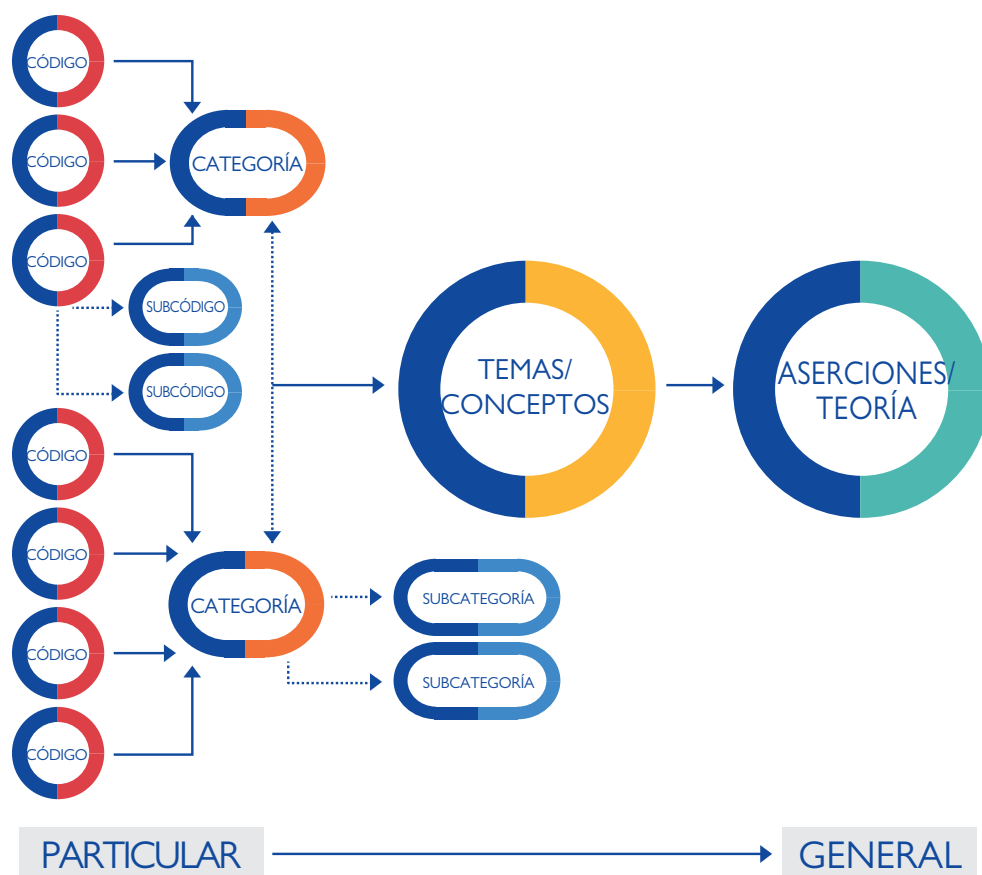 CÓDIGO
CÓDIGO
CÓDIGO
CATEGORÍA
SUBCÓDIGO
SUBCÓDIGO
CÓDIGO
CÓDIGO
CÓDIGO
CÓDIGO
CATEGORÍA
SUBCATEGORÍA
SUBCATEGORÍA
TEMAS/
CONCEPTOS
ASERCIONES/
TEORÍA
PARTICULAR
GENERAL